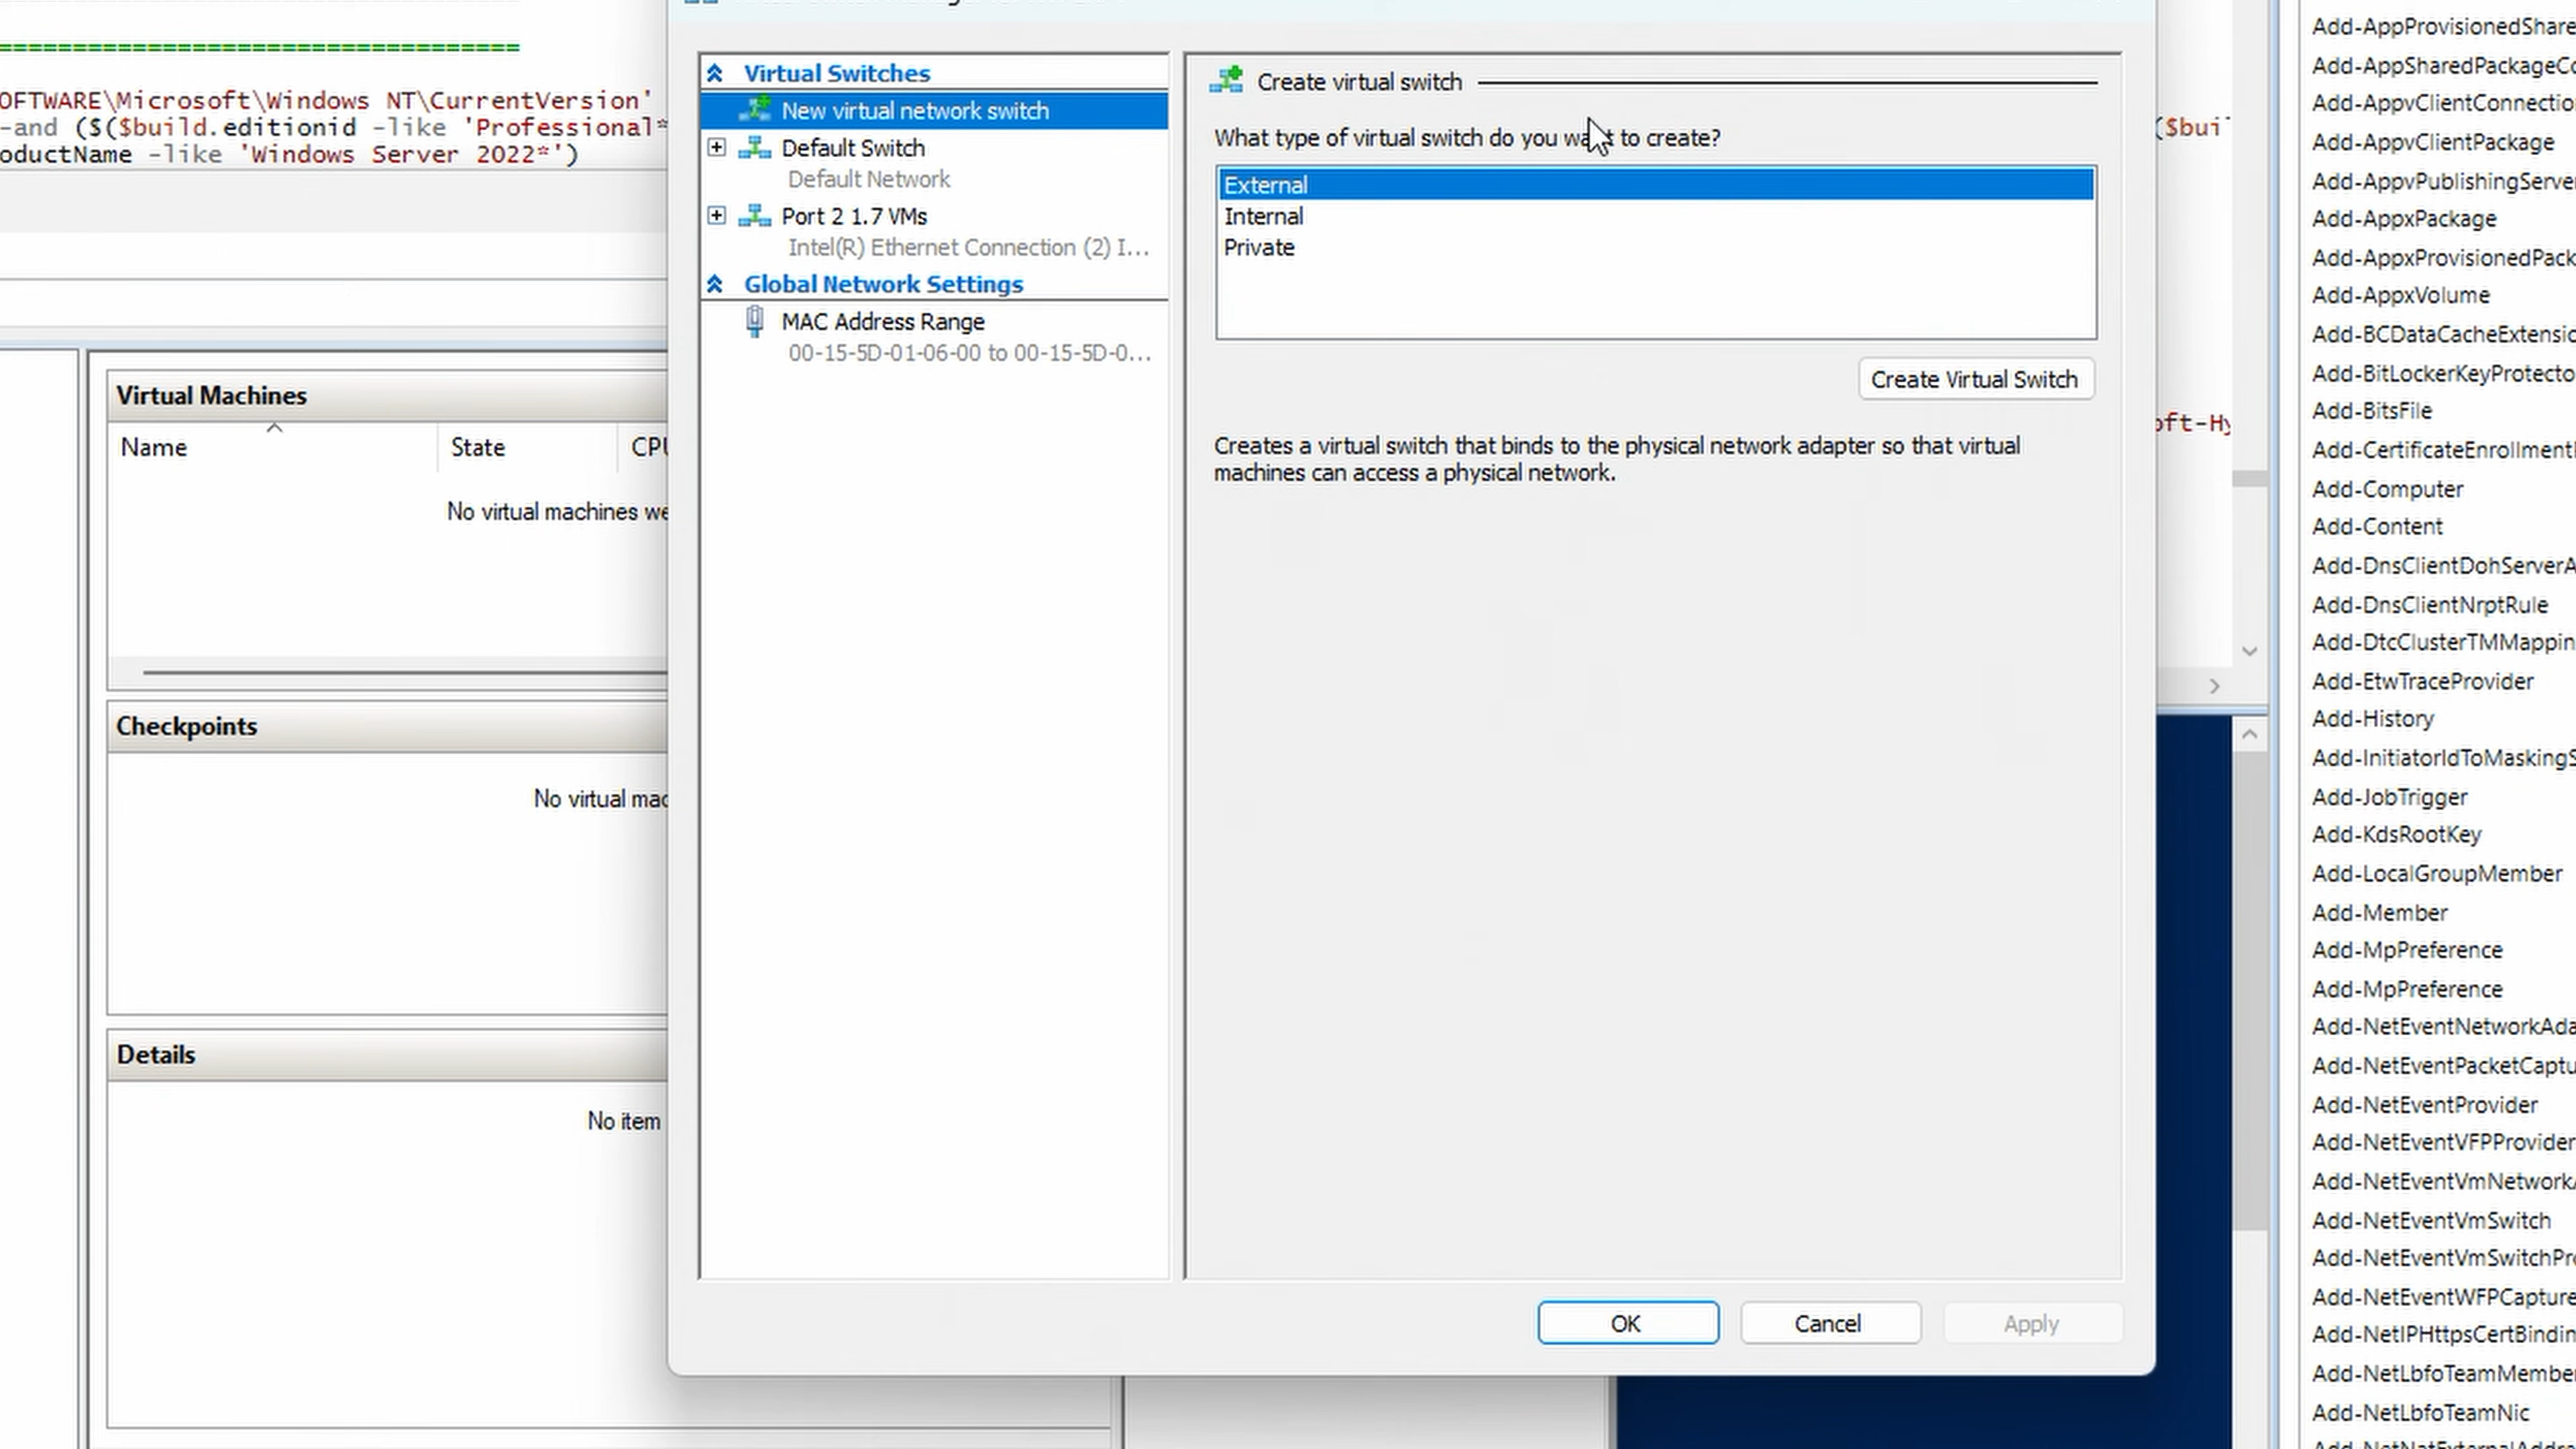 ==================================
OFTWARE\Microsoft\Windows NT\CurrentVersion'
-and ($($build.editionid -like 'Professional*
oductName -like 'Windows Server 2022*')
Virtual Machines
Name
State
CPU
No virtual machines we
Checkpoints
No virtual mac
Details
No item
Virtual Switches
New virtual network switch
Default Switch
Default Network
Port 2 1.7 VMs
Intel(R) Ethernet Connection (2) I...
Global Network Settings
MAC Address Range
00-15-5D-01-06-00 to 00-15-5D-0...
Create virtual switch
What type of virtual switch do you want to create?
External
Internal
Private
Create Virtual Switch
Creates a virtual switch that binds to the physical network adapter so that virtual
machines can access a physical network.
OK
Cancel
Apply
($bui
oft-Hy
Add-AppProvisionedShare
Add-AppSharedPackageCo
Add-AppvClientConnectio
Add-AppvClientPackage
Add-AppvPublishingServer
Add-AppxPackage
Add-AppxProvisionedPack
Add-AppxVolume
Add-BCDataCacheExtensio
Add-BitLockerKeyProtecto
Add-BitsFile
Add-CertificateEnrollment
Add-Computer
Add-Content
Add-DnsClientDohServerA
Add-DnsClientNrptRule
Add-DtcClusterTMMappin
Add-EtwTraceProvider
Add-History
Add-InitiatorIdToMaskingS
Add-JobTrigger
Add-KdsRootKey
Add-LocalGroupMember
Add-Member
Add-MpPreference
Add-MpPreference
Add-NetEventNetworkAda
Add-NetEventPacketCaptu
Add-NetEventProvider
Add-NetEventVFPProvider
Add-NetEventVmNetworkA
Add-NetEventVmSwitch
Add-NetEventVmSwitchPro
Add-NetEventWFPCapture
Add-NetIPHttpsCertBindin
Add-NetLbfoTeamMember
Add-NetLbfoTeamNic